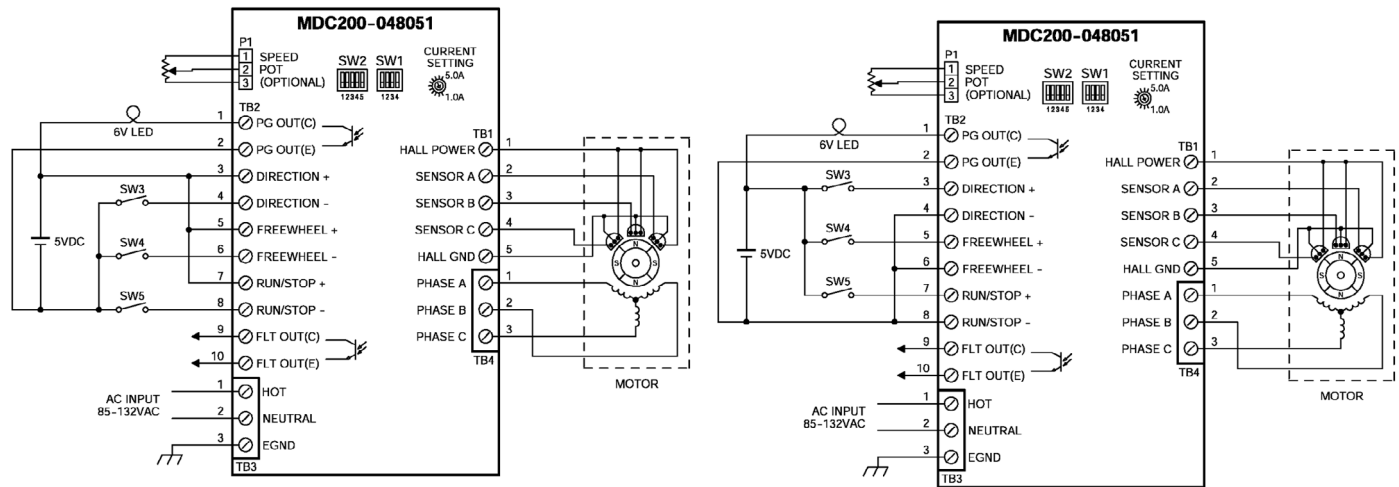 MDC200-048051
P1
1 SPEED
2 POT
3 (OPTIONAL)
SW2 SW1
12345 1234
CURRENT
SETTING
5.0A
1.0A
TB2
6V LED
1 PG OUT(C)
2 PG OUT(E)
3 DIRECTION +
SW3
4 DIRECTION -
5VDC
5 FREEWHEEL +
SW4
6 FREEWHEEL -
7 RUN/STOP +
SW5
8 RUN/STOP -
9 FLT OUT(C)
10 FLT OUT(E)
AC INPUT
85-132VAC
1 HOT
2 NEUTRAL
3 EGND
TB3
TB1
HALL POWER 1
SENSOR A 2
SENSOR B 3
SENSOR C 4
HALL GND 5
PHASE A 1
PHASE B 2
PHASE C 3
TB4
N
S S
N
MOTOR
MDC200-048051
P1
1 SPEED
2 POT
3 (OPTIONAL)
SW2 SW1
12345 1234
CURRENT
SETTING
5.0A
1.0A
TB2
6V LED
1 PG OUT(C)
2 PG OUT(E)
SW3
3 DIRECTION +
4 DIRECTION -
5VDC
SW4
5 FREEWHEEL +
6 FREEWHEEL -
SW5
7 RUN/STOP +
8 RUN/STOP -
9 FLT OUT(C)
10 FLT OUT(E)
AC INPUT
85-132VAC
1 HOT
2 NEUTRAL
3 EGND
TB3
TB1
HALL POWER 1
SENSOR A 2
SENSOR B 3
SENSOR C 4
HALL GND 5
PHASE A 1
PHASE B 2
PHASE C 3
TB4
N
S S
N
MOTOR